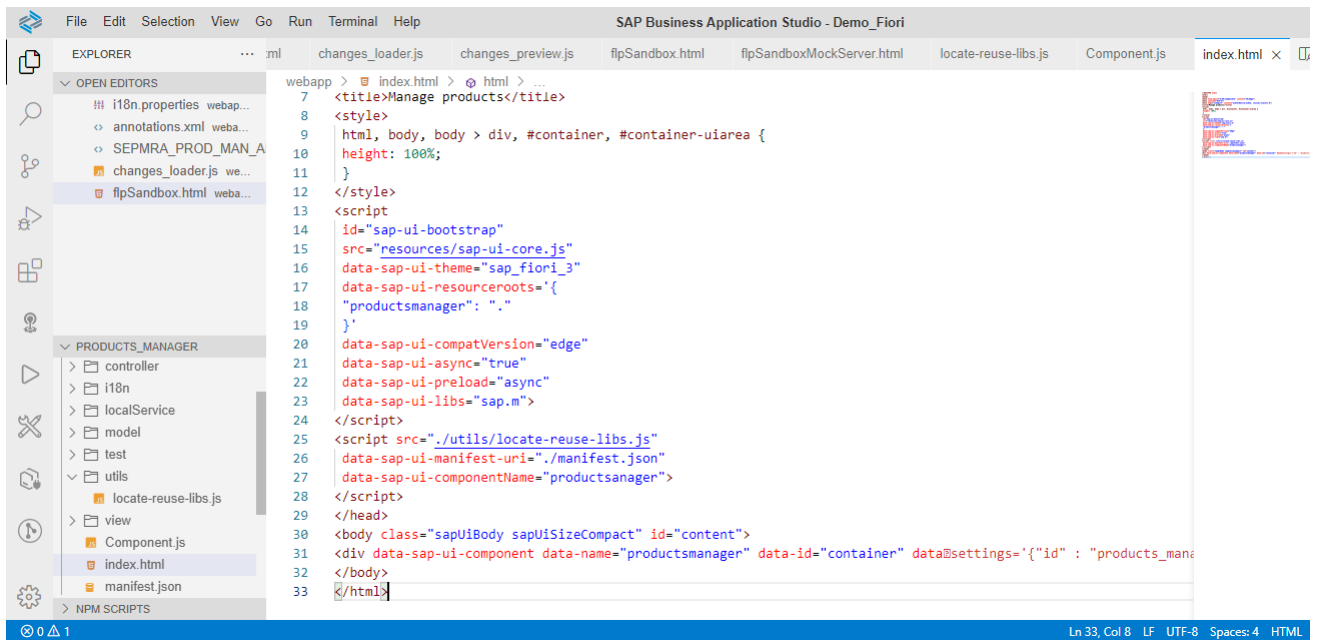 File Edit Selection View Go Run Terminal Help SAP Business Application Studio - Demo_Fiori
EXPLORER ... html changes_loader.js changes_preview.js flpSandbox.html flpSandboxMockServer.html locate-reuse-libs.js Component.js index.html
OPEN EDITORS
i18n.properties webap...
annotations.xml weba...
SEPMRA_PROD_MAN_A
changes_loader.js we...
flpSandbox.html weba...
PRODUCTS_MANAGER
controller
i18n
localService
model
test
utils
locate-reuse-libs.js
view
Component.js
index.html
manifest.json
NPM SCRIPTS
webapp > index.html > html > ...
7 <title>Manage products</title>
8 <style>
9 html, body, body > div, #container, #container-uiarea {
10 height: 100%;
11 }
12 </style>
13 <script
14 id="sap-ui-bootstrap"
15 src="resources/sap-ui-core.js"
16 data-sap-ui-theme="sap_fiori_3"
17 data-sap-ui-resourceroots='{
18 "productsmanager": "."
19 }'
20 data-sap-ui-compatVersion="edge"
21 data-sap-ui-async="true"
22 data-sap-ui-preload="async"
23 data-sap-ui-libs="sap.m">
24 </script>
25 <script src="./utils/locate-reuse-libs.js"
26 data-sap-ui-manifest-uri="./manifest.json"
27 data-sap-ui-componentName="productsanager">
28 </script>
29 </head>
30 <body class="sapUiBody sapUiSizeCompact" id="content">
31 <div data-sap-ui-component data-name="productsmanager" data-id="container" data settings='{"id" : "products_mana
32 </body>
33 </html>
0 1 Ln 33, Col 8 LF UTF-8 Spaces: 4 HTML